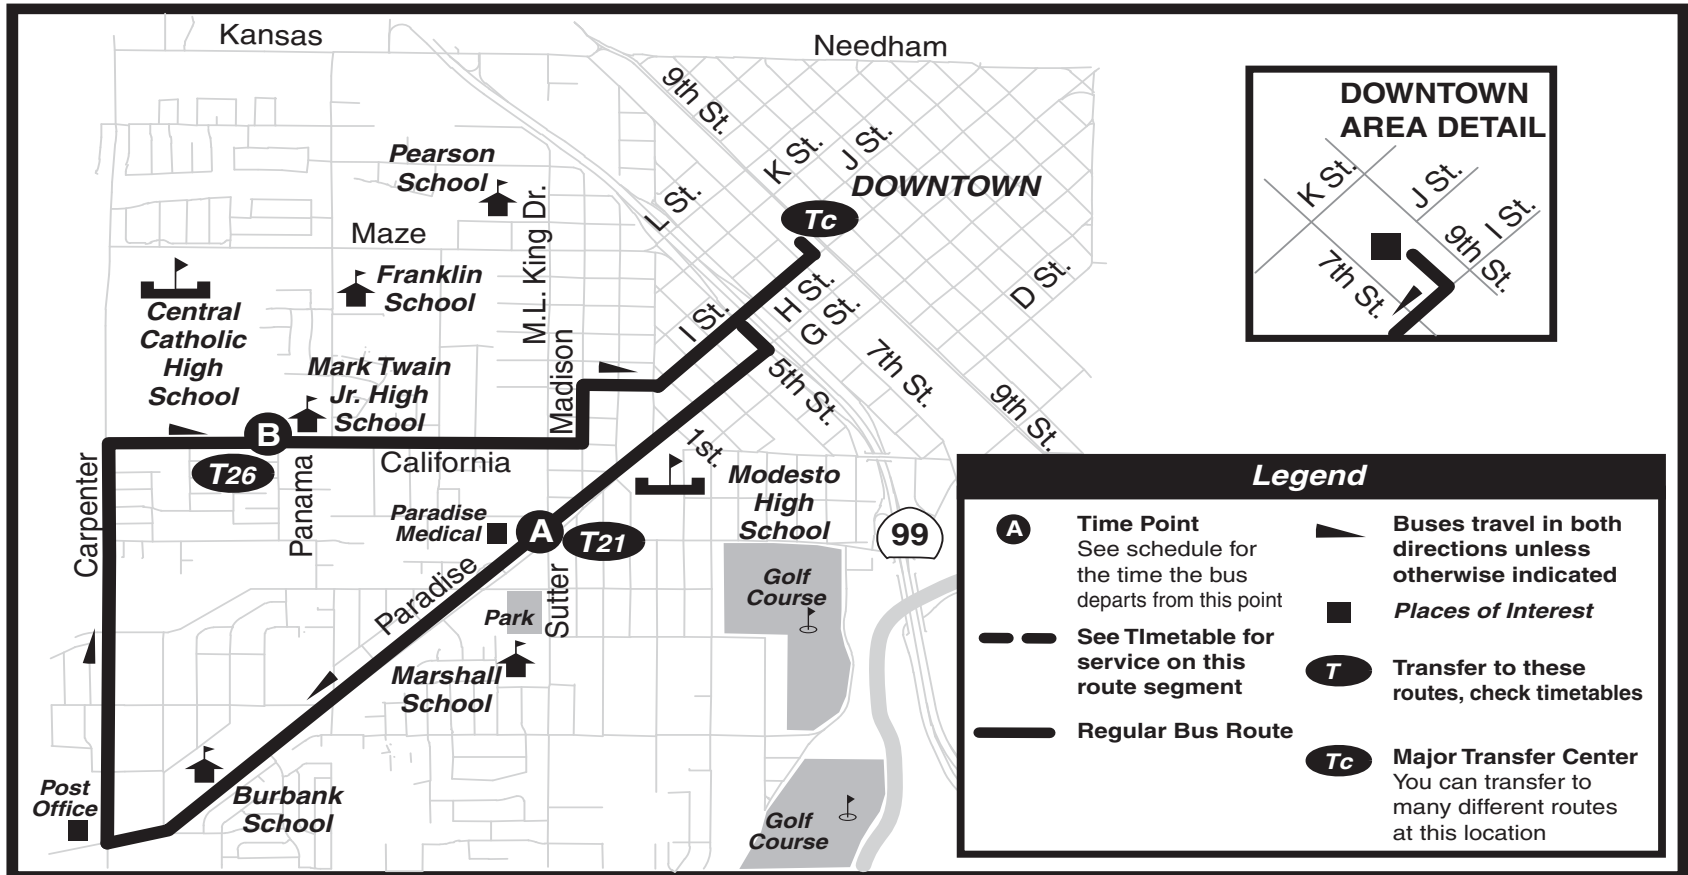 Kansas
Needham
9th St.
K St.
J St.
Pearson
School
DOWNTOWN
L St.
M.L. King Dr.
Tc
Maze
Franklin
School
Central
Catholic
High
School
H St.
G St.
D St.
I St.
Mark Twain
Jr. High
School
Madison
7th St.
5th St.
9th St.
B
California
1st.
T26
Carpenter
Panama
Modesto
High
School
Paradise
Medical
A
T21
99
Paradise
Sutter
Park
Golf
Course
Marshall
School
Post
Office
Burbank
School
Golf
Course
DOWNTOWN
AREA DETAIL
K St.
J St.
I St.
9th St.
7th St.
Legend
A
Time Point
See schedule for
the time the bus
departs from this point
See TImetable for
service on this
route segment
Regular Bus Route
Buses travel in both
directions unless
otherwise indicated
Places of Interest
T
Transfer to these
routes, check timetables
Tc
Major Transfer Center
You can transfer to
many different routes
at this location